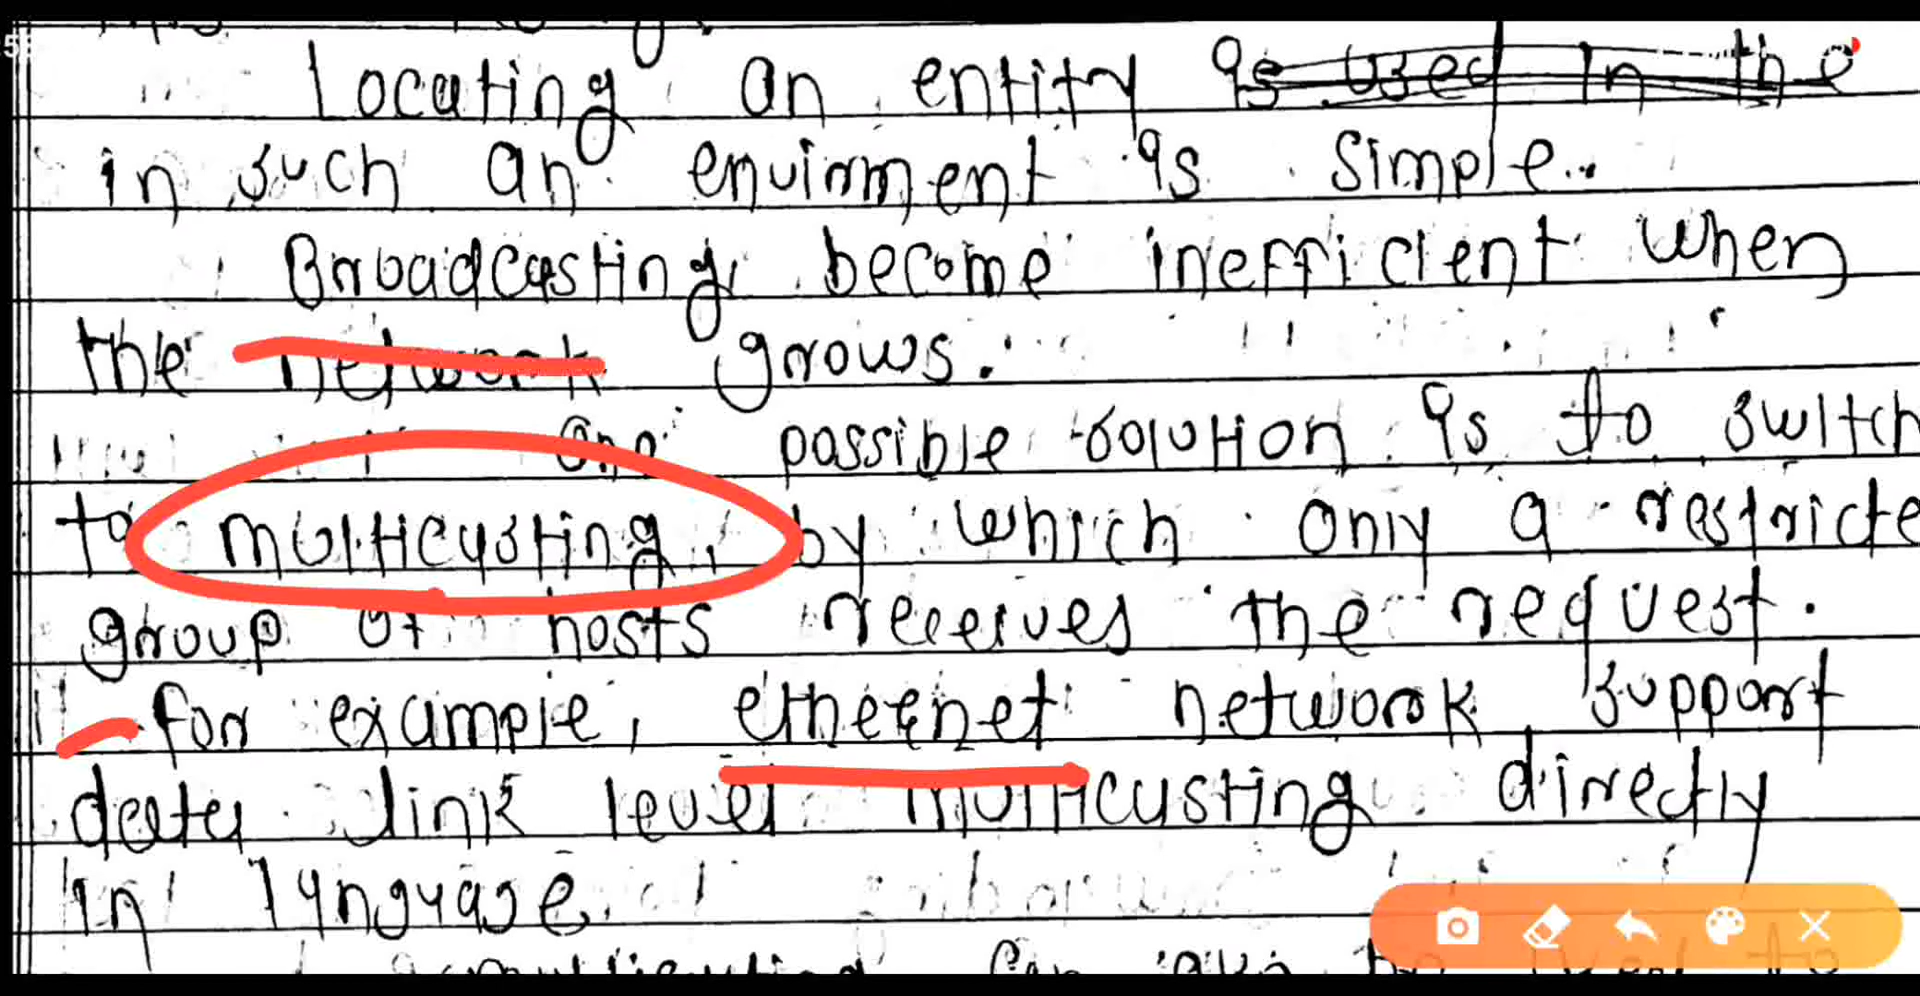 Locating an entity is used in the
in such an enuirnment is simple.
Broadcasting become inefficient when
the network grows.
One possible solution is to switch
to multicasting, by which only a restricte
group of hosts receives the request.
for example, ethernet network support
data link level multicasting directly
in language